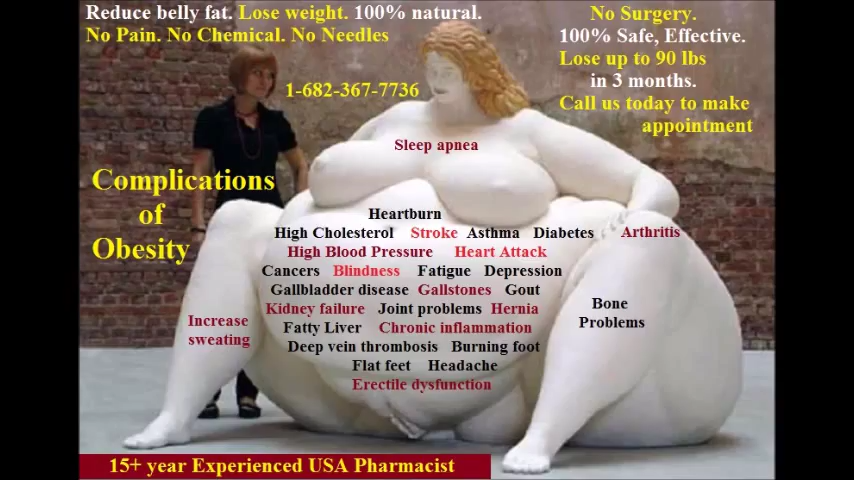 Reduce belly fat. Lose weight. 100% natural.
No Pain. No Chemical. No Needles
1-682-367-7736
No Surgery.
100% Safe, Effective.
Lose up to 90 lbs
in 3 months.
Call us today to make
appointment
Complications
of
Obesity
Sleep apnea
Heartburn
High Cholesterol Stroke Asthma Diabetes Arthritis
High Blood Pressure Heart Attack
Cancers Blindness Fatigue Depression
Gallbladder disease Gallstones Gout
Kidney failure Joint problems Hernia
Fatty Liver Chronic inflammation
Deep vein thrombosis Burning foot
Flat feet Headache
Erectile dysfunction
Increase
sweating
Bone
Problems
15+ year Experienced USA Pharmacist